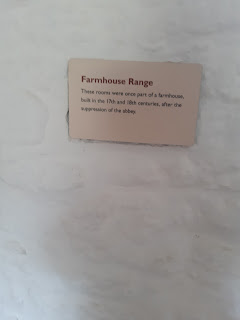 Farmhouse Range
These rooms were once part of a farmhouse,
built in the 17th and 18th centuries, after the
suppression of the abbey.